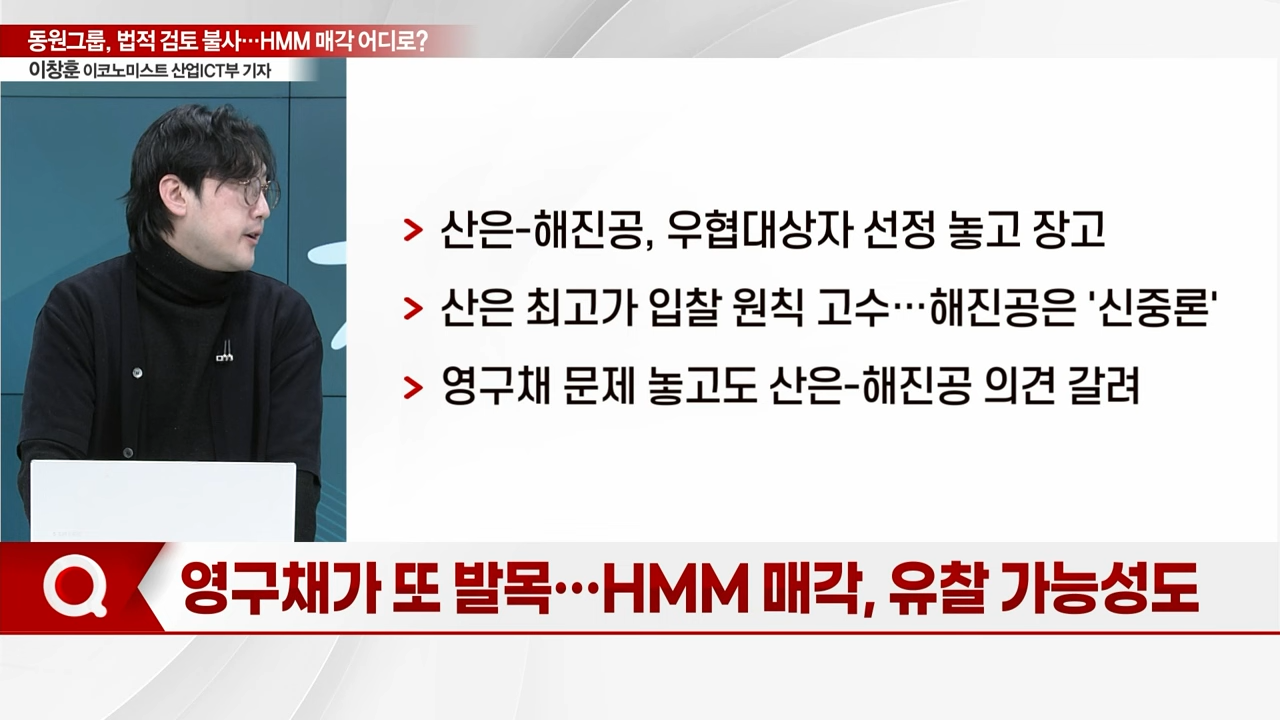 동원그룹, 법적 검토 불사…HMM 매각 어디로?
이창훈 이코노미스트 산업ICT부 기자
> 산은-해진공, 우협대상자 선정 놓고 장고
> 산은 최고가 입찰 원칙 고수…해진공은 '신중론'
> 영구채 문제 놓고도 산은-해진공 의견 갈려
Q 영구채가 또 발목…HMM 매각, 유찰 가능성도